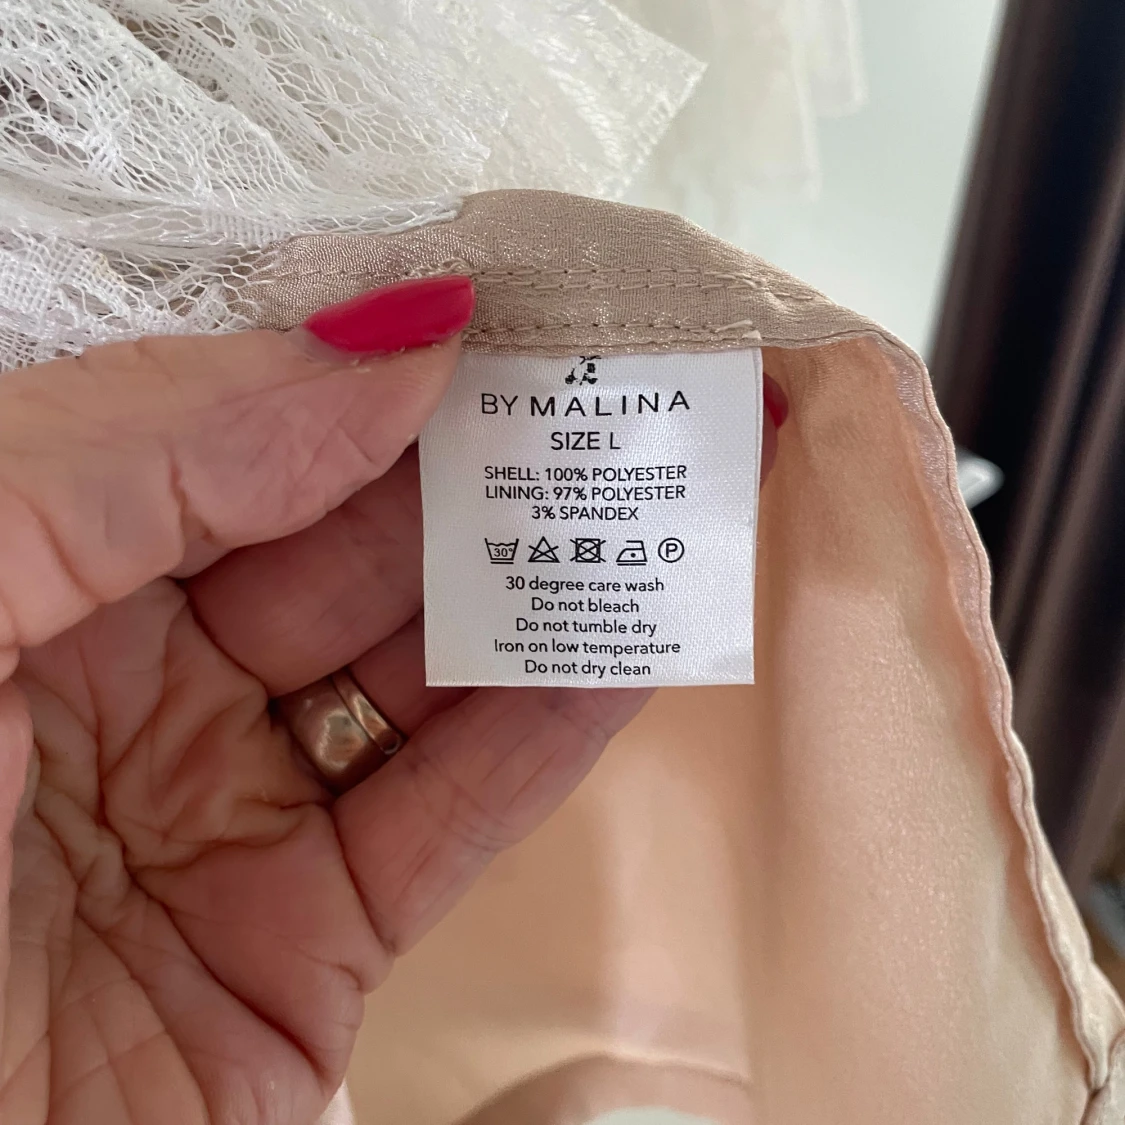 BY MALINA
SIZE L
SHELL: 100% POLYESTER
LINING: 97% POLYESTER
3% SPANDEX
30° P
30 degree care wash
Do not bleach
Do not tumble dry
Iron on low temperature
Do not dry clean